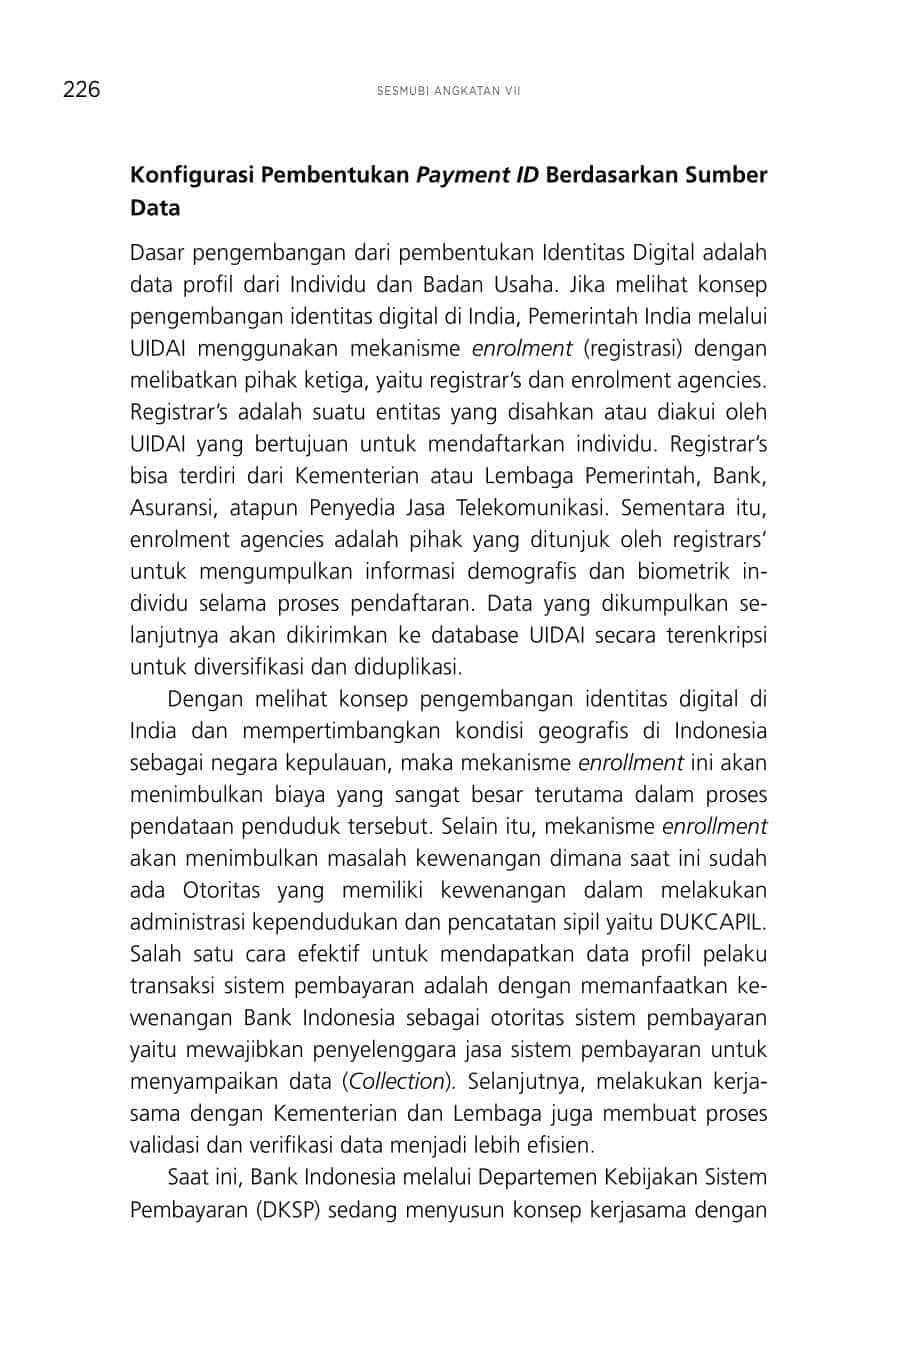 226
SESMUBI ANGKATAN VII
Konfigurasi Pembentukan Payment ID Berdasarkan Sumber
Data
Dasar pengembangan dari pembentukan Identitas Digital adalah
data profil dari Individu dan Badan Usaha. Jika melihat konsep
pengembangan identitas digital di India, Pemerintah India melalui
UIDAI menggunakan mekanisme enrolment (registrasi) dengan
melibatkan pihak ketiga, yaitu registrar’s dan enrolment agencies.
Registrar’s adalah suatu entitas yang disahkan atau diakui oleh
UIDAI yang bertujuan untuk mendaftarkan individu. Registrar’s
bisa terdiri dari Kementerian atau Lembaga Pemerintah, Bank,
Asuransi, atapun Penyedia Jasa Telekomunikasi. Sementara itu,
enrolment agencies adalah pihak yang ditunjuk oleh registrars’
untuk mengumpulkan informasi demografis dan biometrik in-
dividu selama proses pendaftaran. Data yang dikumpulkan se-
lanjutnya akan dikirimkan ke database UIDAI secara terenkripsi
untuk diversifikasi dan diduplikasi.
Dengan melihat konsep pengembangan identitas digital di
India dan mempertimbangkan kondisi geografis di Indonesia
sebagai negara kepulauan, maka mekanisme enrollment ini akan
menimbulkan biaya yang sangat besar terutama dalam proses
pendataan penduduk tersebut. Selain itu, mekanisme enrollment
akan menimbulkan masalah kewenangan dimana saat ini sudah
ada Otoritas yang memiliki kewenangan dalam melakukan
administrasi kependudukan dan pencatatan sipil yaitu DUKCAPIL.
Salah satu cara efektif untuk mendapatkan data profil pelaku
transaksi sistem pembayaran adalah dengan memanfaatkan ke-
wenangan Bank Indonesia sebagai otoritas sistem pembayaran
yaitu mewajibkan penyelenggara jasa sistem pembayaran untuk
menyampaikan data (Collection). Selanjutnya, melakukan kerja-
sama dengan Kementerian dan Lembaga juga membuat proses
validasi dan verifikasi data menjadi lebih efisien.
Saat ini, Bank Indonesia melalui Departemen Kebijakan Sistem
Pembayaran (DKSP) sedang menyusun konsep kerjasama dengan